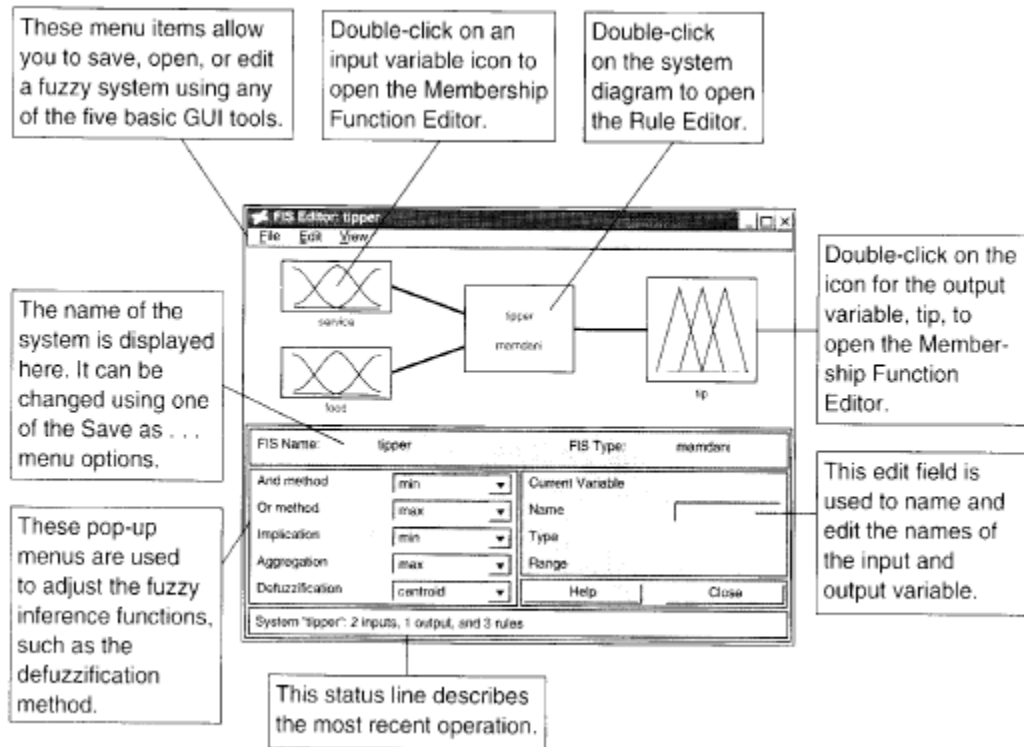 These menu items allow
you to save, open, or edit
a fuzzy system using any
of the five basic GUI tools.
Double-click on an
input variable icon to
open the Membership
Function Editor.
Double-click
on the system
diagram to open
the Rule Editor.
FIS Editor: tipper
File Edit View
service
food
tipper
mamdani
tip
Double-click on the
icon for the output
variable, tip, to
open the Member-
ship Function
Editor.
The name of the
system is displayed
here. It can be
changed using one
of the Save as . . .
menu options.
FIS Name: tipper FIS Type: mamdani
And method min
Or method max
Implication min
Aggregation max
Defuzzification centroid
Current Variable
Name
Type
Range
Help Close
System "tipper": 2 inputs, 1 output, and 3 rules
This edit field is
used to name and
edit the names of
the input and
output variable.
These pop-up
menus are used
to adjust the fuzzy
inference functions,
such as the
defuzzification
method.
This status line describes
the most recent operation.